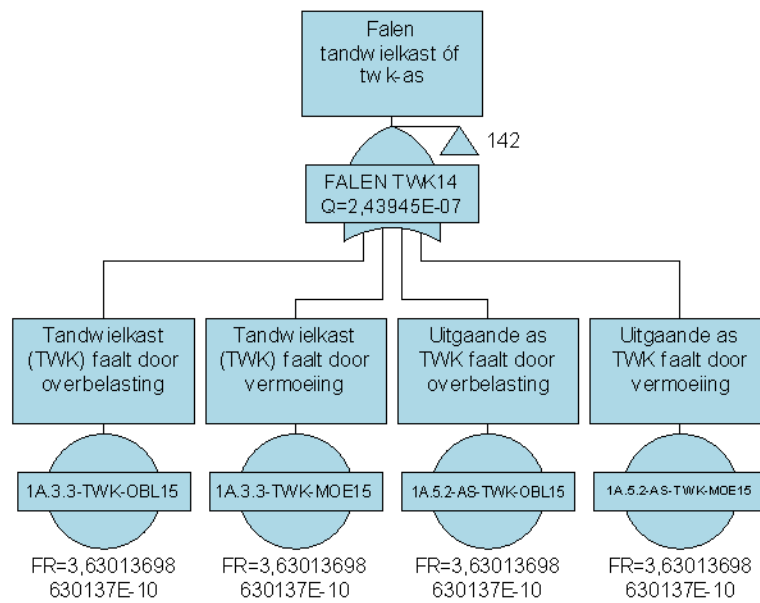 Falen
tandwielkast óf
twk-as
142
FALEN TWK14
Q=2,43945E-07
Tandwielkast
(TWK) faalt door
overbelasting
Tandwielkast
(TWK) faalt door
vermoeiing
Uitgaande as
TWK faalt door
overbelasting
Uitgaande as
TWK faalt door
vermoeiing
1A.3.3-TWK-OBL15
1A.3.3-TWK-MOE15
1A.5.2-AS-TWK-OBL15
1A.5.2-AS-TWK-MOE15
FR=3,63013698
630137E-10
FR=3,63013698
630137E-10
FR=3,63013698
630137E-10
FR=3,63013698
630137E-10